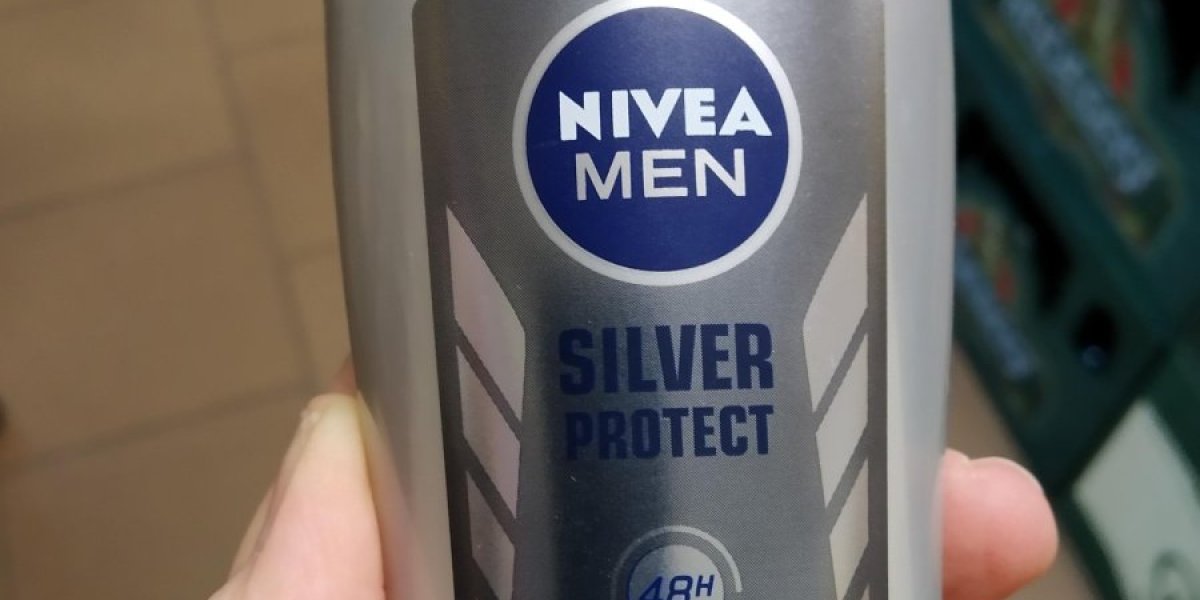 NIVEA
MEN
SILVER
PROTECT
48H